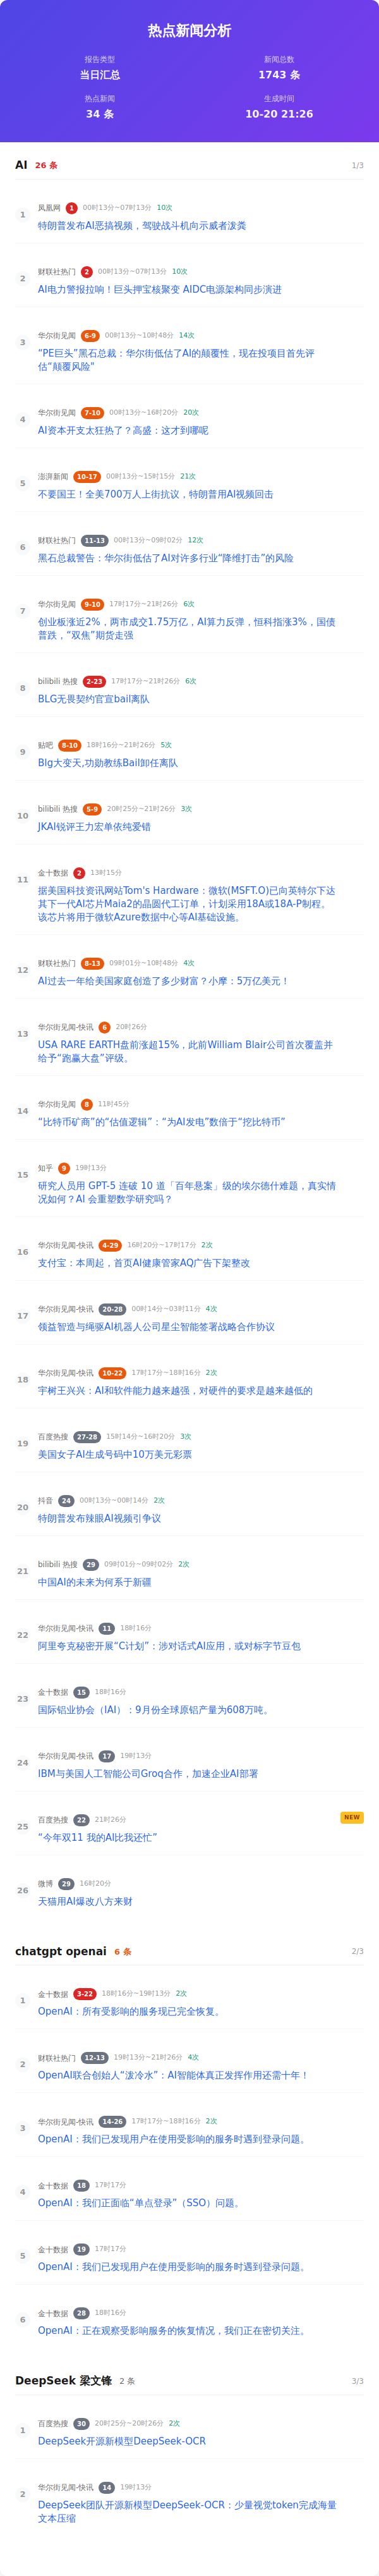 热点新闻分析
报告类型
新闻总数
当日汇总
1743 条
热点新闻
生成时间
34 条
10-20 21:26
AI 26 条 1/3
1
凤凰网 1 00时13分~07时13分 10次
特朗普发布AI恶搞视频，驾驶战斗机向示威者泼粪
2
财联社热门 2 00时13分~07时13分 10次
AI电力警报拉响！巨头押宝核聚变 AIDC电源架构同步演进
3
华尔街见闻 6-9 00时13分~10时48分 14次
“PE巨头”黑石总裁：华尔街低估了AI的颠覆性，现在投项目首先评
估“颠覆风险”
4
华尔街见闻 7-10 00时13分~16时20分 20次
AI资本开支太狂热了？高盛：这才到哪呢
5
澎湃新闻 10-17 00时13分~15时15分 21次
不要国王！全美700万人上街抗议，特朗普用AI视频回击
6
财联社热门 11-13 00时13分~09时02分 12次
黑石总裁警告：华尔街低估了AI对许多行业“降维打击”的风险
7
华尔街见闻 9-10 17时17分~21时26分 6次
创业板涨近2%，两市成交1.75万亿，AI算力反弹，恒科指涨3%，国债
普跌，“双焦”期货走强
8
bilibili 热搜 2-23 17时17分~21时26分 6次
BLG无畏契约官宣bail离队
9
贴吧 8-10 18时16分~21时26分 5次
Blg大变天,功勋教练Bail卸任离队
10
bilibili 热搜 5-9 20时25分~21时26分 3次
JKAI锐评王力宏单依纯爱错
11
金十数据 2 13时15分
据美国科技资讯网站Tom's Hardware：微软(MSFT.O)已向英特尔下达
其下一代AI芯片Maia2的晶圆代工订单，计划采用18A或18A-P制程。
该芯片将用于微软Azure数据中心等AI基础设施。
12
财联社热门 8-13 09时01分~10时48分 4次
AI过去一年给美国家庭创造了多少财富？小摩：5万亿美元！
13
华尔街见闻-快讯 6 20时26分
USA RARE EARTH盘前涨超15%，此前William Blair公司首次覆盖并
给予“跑赢大盘”评级。
14
华尔街见闻 8 11时45分
“比特币矿商”的“估值逻辑”：“为AI发电”数倍于“挖比特币”
15
知乎 9 19时13分
研究人员用 GPT-5 连破 10 道「百年悬案」级的埃尔德什难题，真实情
况如何？AI 会重塑数学研究吗？
16
华尔街见闻-快讯 4-29 16时20分~17时17分 2次
支付宝：本周起，首页AI健康管家AQ广告下架整改
17
华尔街见闻-快讯 20-28 00时14分~03时11分 4次
领益智造与绳驱AI机器人公司星尘智能签署战略合作协议
18
华尔街见闻-快讯 10-22 17时17分~18时16分 2次
宇树王兴兴：AI和软件能力越来越强，对硬件的要求是越来越低的
19
百度热搜 27-28 15时14分~16时20分 3次
美国女子AI生成号码中10万美元彩票
20
抖音 24 00时13分~00时14分 2次
特朗普发布辣眼AI视频引争议
21
bilibili 热搜 29 09时01分~09时02分 2次
中国AI的未来为何系于新疆
22
华尔街见闻-快讯 11 18时16分
阿里夸克秘密开展“C计划”：涉对话式AI应用，或对标字节豆包
23
金十数据 15 18时16分
国际铝业协会（IAI）：9月份全球原铝产量为608万吨。
24
华尔街见闻-快讯 17 19时13分
IBM与美国人工智能公司Groq合作，加速企业AI部署
25
百度热搜 22 21时26分 NEW
“今年双11 我的AI比我还忙”
26
微博 29 16时20分
天猫用AI爆改八方来财
chatgpt openai 6 条 2/3
1
金十数据 3-22 18时16分~19时13分 2次
OpenAI：所有受影响的服务现已完全恢复。
2
财联社热门 12-13 19时13分~21时26分 4次
OpenAI联合创始人“泼冷水”：AI智能体真正发挥作用还需十年！
3
华尔街见闻-快讯 14-26 17时17分~18时16分 2次
OpenAI：我们已发现用户在使用受影响的服务时遇到登录问题。
4
金十数据 18 17时17分
OpenAI：我们正面临“单点登录”（SSO）问题。
5
金十数据 19 17时17分
OpenAI：我们已发现用户在使用受影响的服务时遇到登录问题。
6
金十数据 28 18时16分
OpenAI：正在观察受影响服务的恢复情况，我们正在密切关注。
DeepSeek 梁文锋 2 条 3/3
1
百度热搜 30 20时25分~20时26分 2次
DeepSeek开源新模型DeepSeek-OCR
2
华尔街见闻-快讯 14 19时13分
DeepSeek团队开源新模型DeepSeek-OCR：少量视觉token完成海量
文本压缩